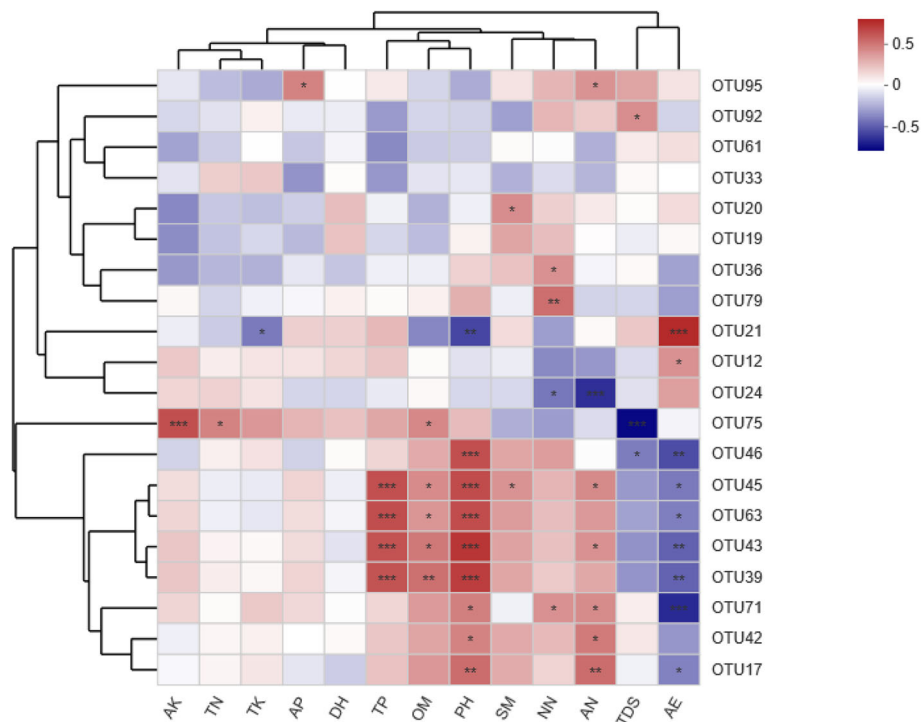 * * OTU95
* OTU92
OTU61
OTU33
* OTU20
OTU19
* OTU36
** OTU79
* ** *** OTU21
* OTU12
* *** OTU24
*** * * *** OTU75
*** * ** OTU46
*** * *** * * * OTU45
*** * *** * OTU63
*** * *** * ** OTU43
*** ** *** ** OTU39
* * * *** OTU71
* * OTU42
** ** * OTU17
AK TN TK AP DH TP OM PH SM NN AN TDS AE
0.5
0
-0.5